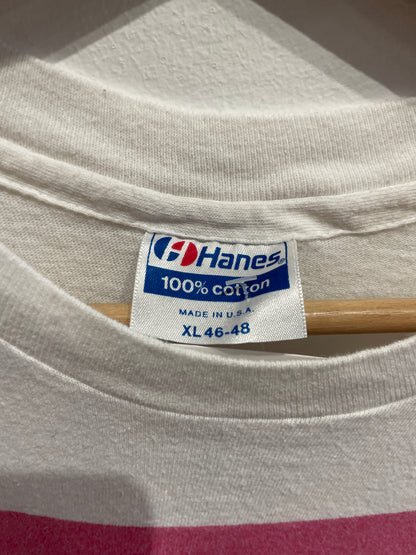 Hanes®
100% cotton
MADE IN U.S.A.
XL 46-48